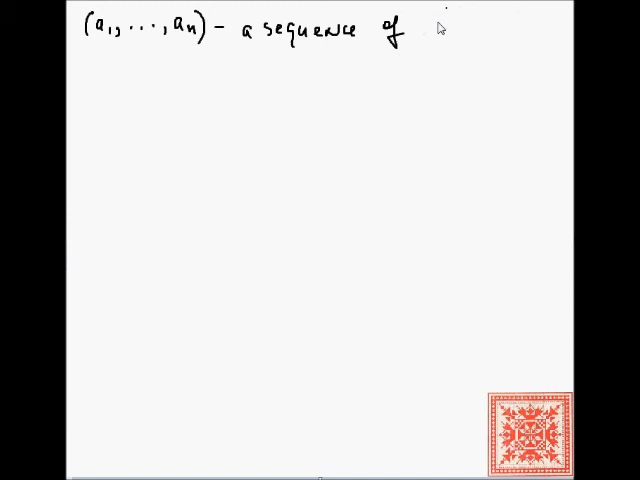 (a₁, ..., aₙ) – a sequence of